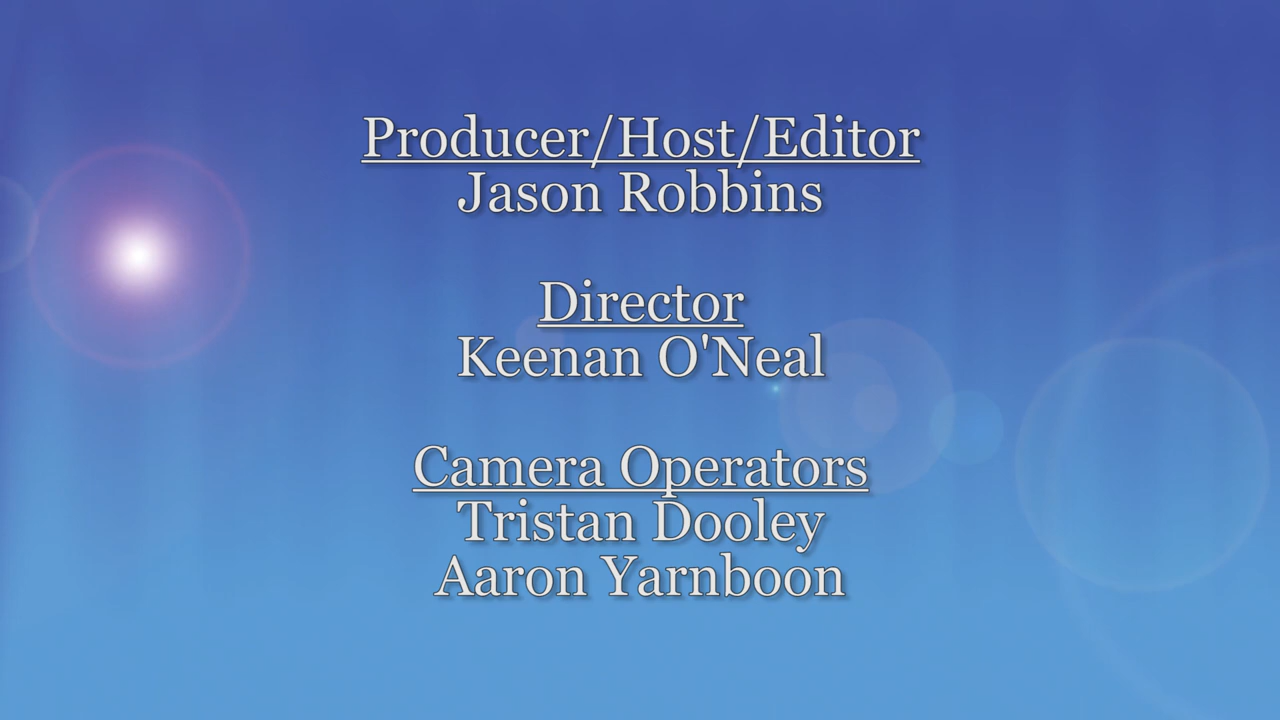 Producer/Host/Editor
Jason Robbins
Director
Keenan O'Neal
Camera Operators
Tristan Dooley
Aaron Yarnboon